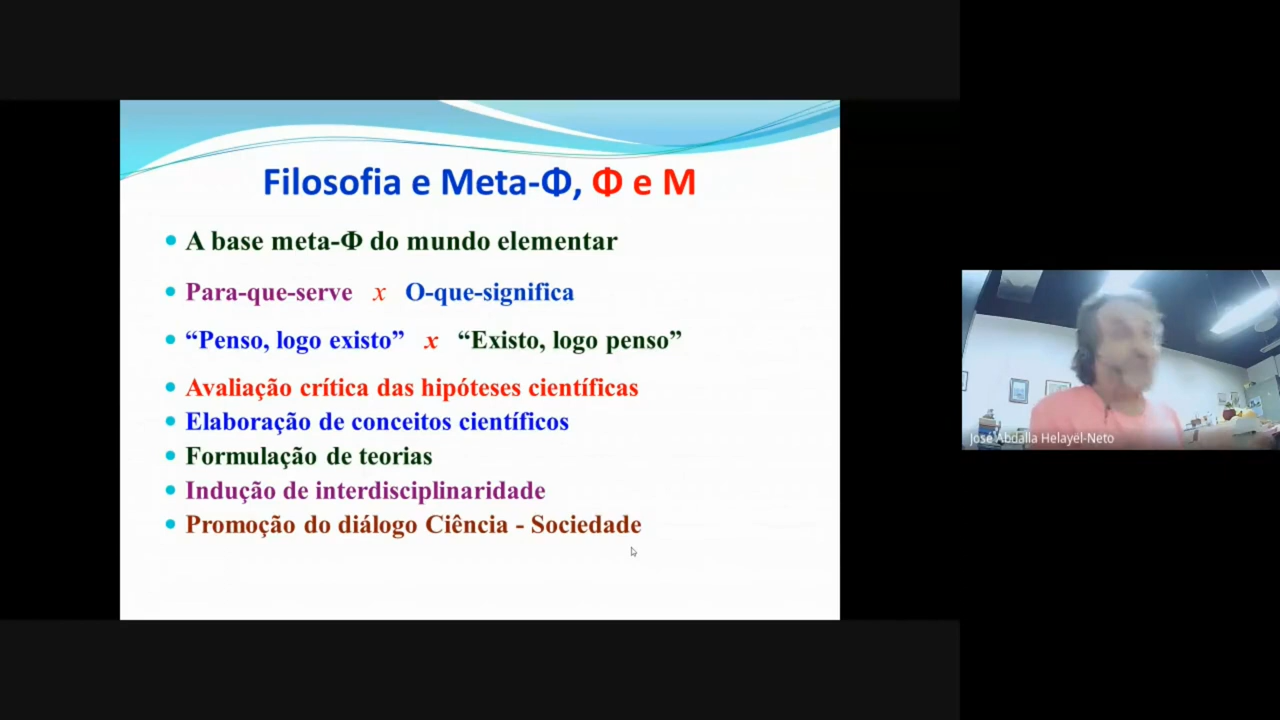 Filosofia e Meta-Φ, Φ e M
A base meta-Φ do mundo elementar
Para-que-serve x O-que-significa
“Penso, logo existo” x “Existo, logo penso”
Avaliação crítica das hipóteses científicas
Elaboração de conceitos científicos
Formulação de teorias
Indução de interdisciplinaridade
Promoção do diálogo Ciência - Sociedade
José Abdalla Helayël-Neto